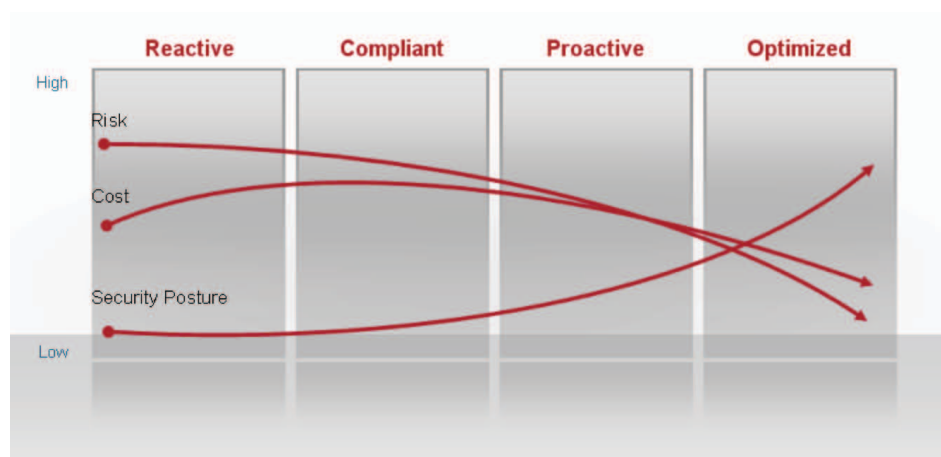 Reactive Compliant Proactive Optimized
High
Risk
Cost
Security Posture
Low